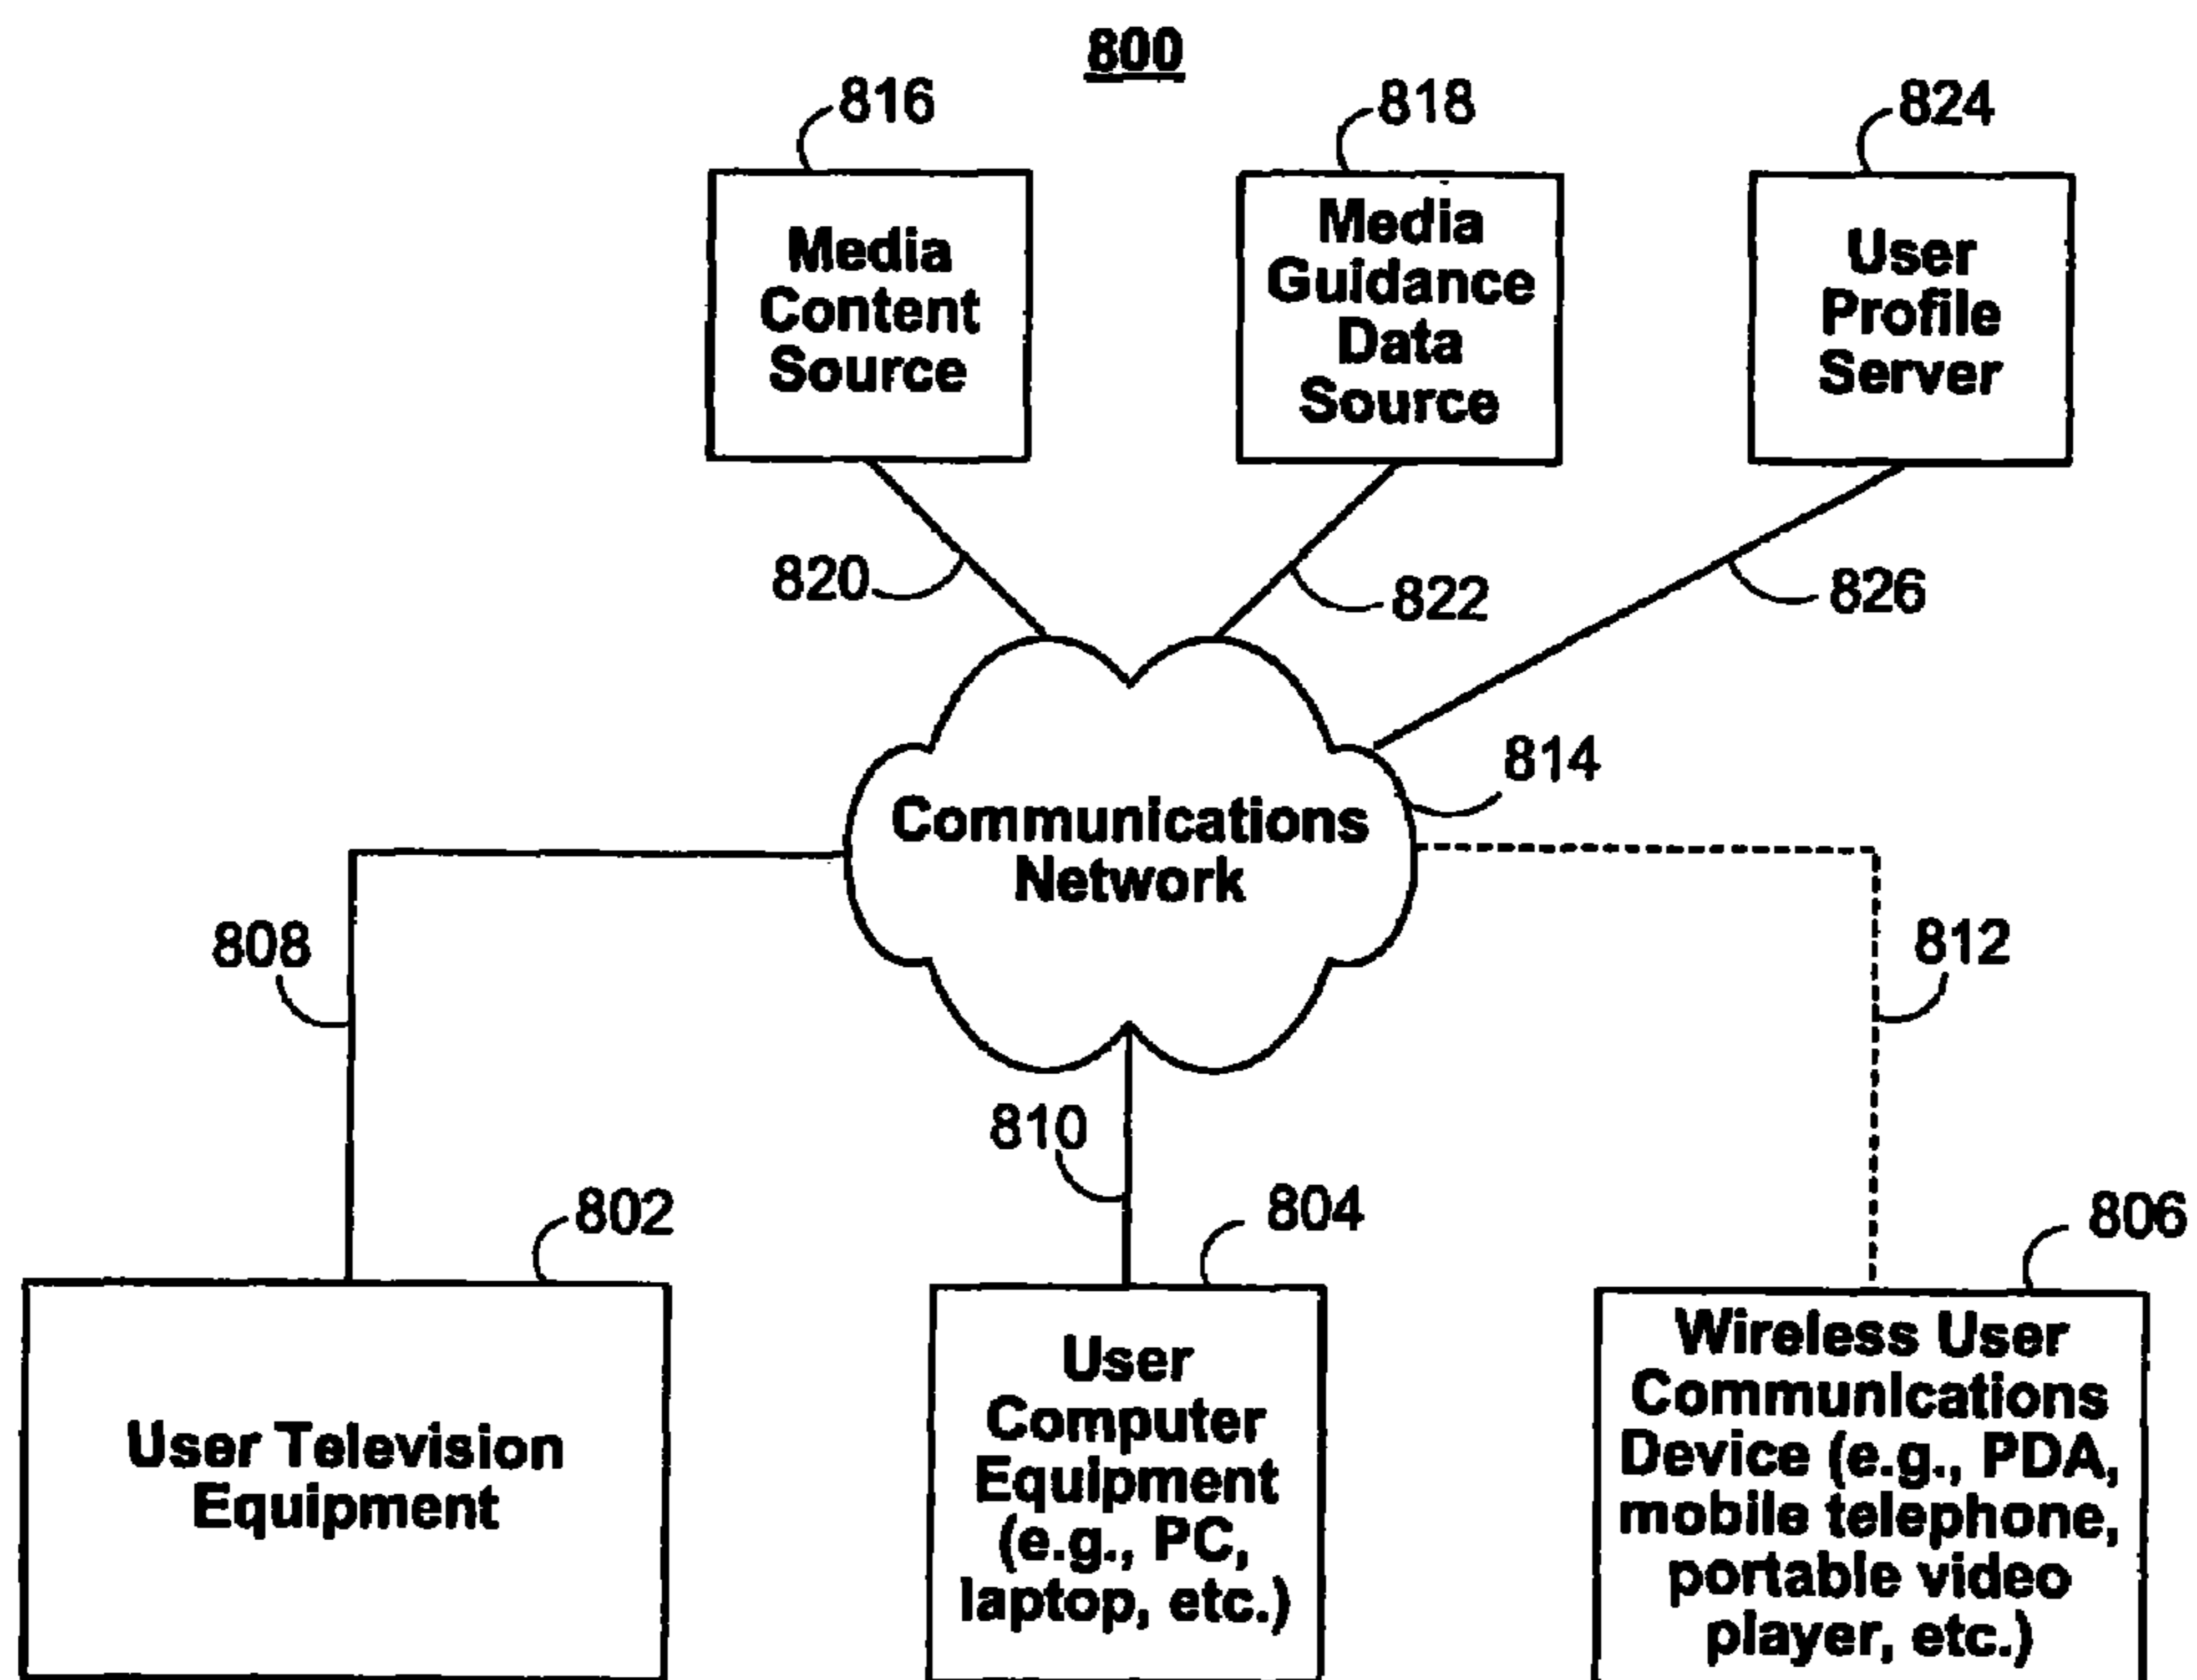 800
816
818
824
Media
Content
Source
Media
Guidance
Data
Source
User
Profile
Server
820
822
826
814
Communications
Network
808
812
810
802
804
806
User Television
Equipment
User
Computer
Equipment
(e.g., PC,
laptop, etc.)
Wireless User
Communications
Device (e.g., PDA,
mobile telephone,
portable video
player, etc.)